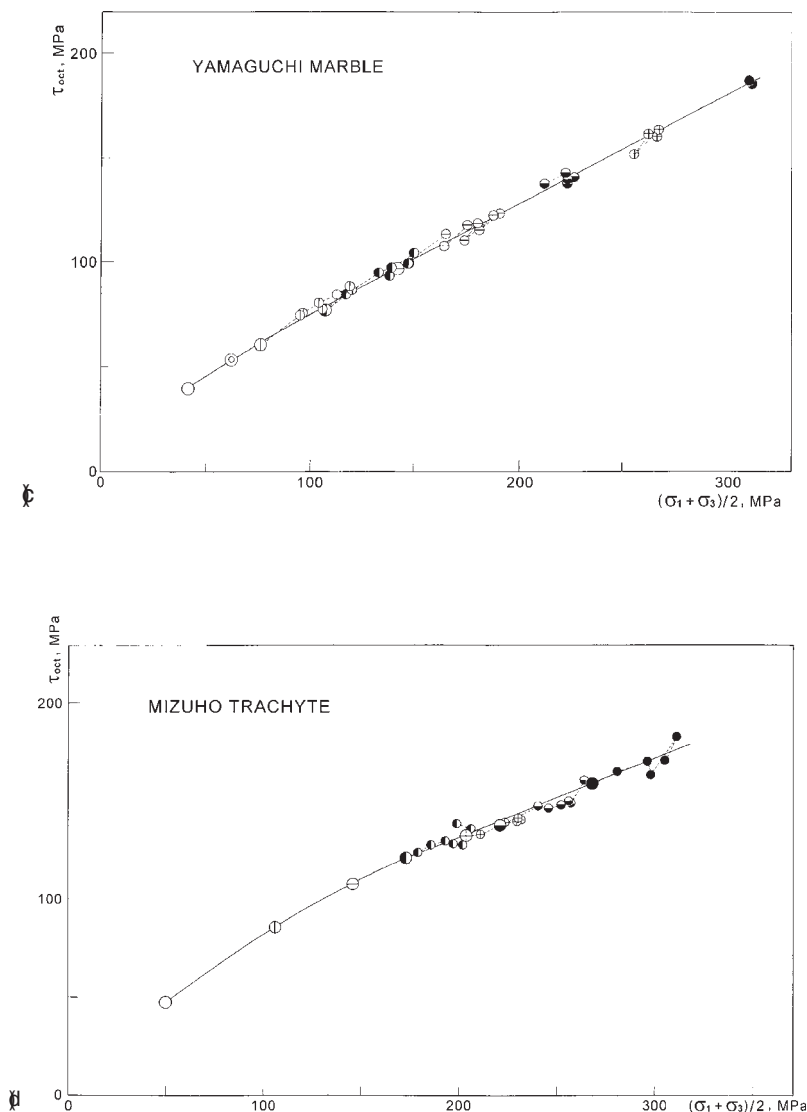 τoct, MPa
200
YAMAGUCHI MARBLE
100
0
0 100 200 300
(σ1+σ3)/2, MPa
c
τoct, MPa
200
MIZUHO TRACHYTE
100
0
0 100 200 300 (σ1+σ3)/2, MPa
d